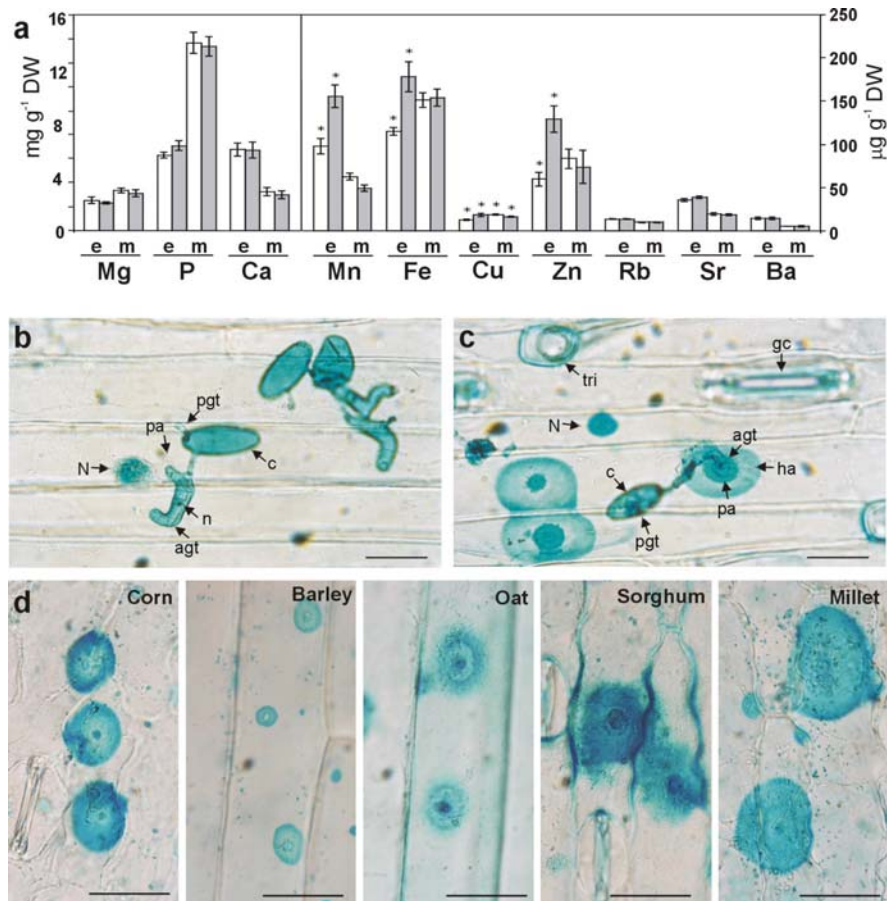 a
16
12
8
4
0
mg g⁻¹ DW
250
200
150
100
50
0
µg g⁻¹ DW
* * * * * * * * * *
e m e m e m e m e m e m e m e m e m e m
Mg P Ca Mn Fe Cu Zn Rb Sr Ba
b
pgt
pa
N
c
n
agt
c
gc
tri
N
agt
c
ha
pa
pgt
d
Corn
Barley
Oat
Sorghum
Millet